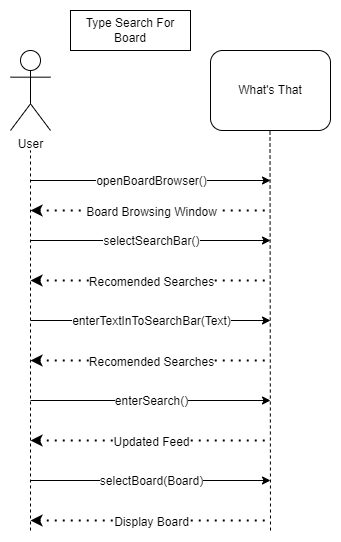 Type Search For
Board
What's That
User
openBoardBrowser()
Board Browsing Window
selectSearchBar()
Recomended Searches
enterTextInToSearchBar(Text)
Recomended Searches
enterSearch()
Updated Feed
selectBoard(Board)
Display Board